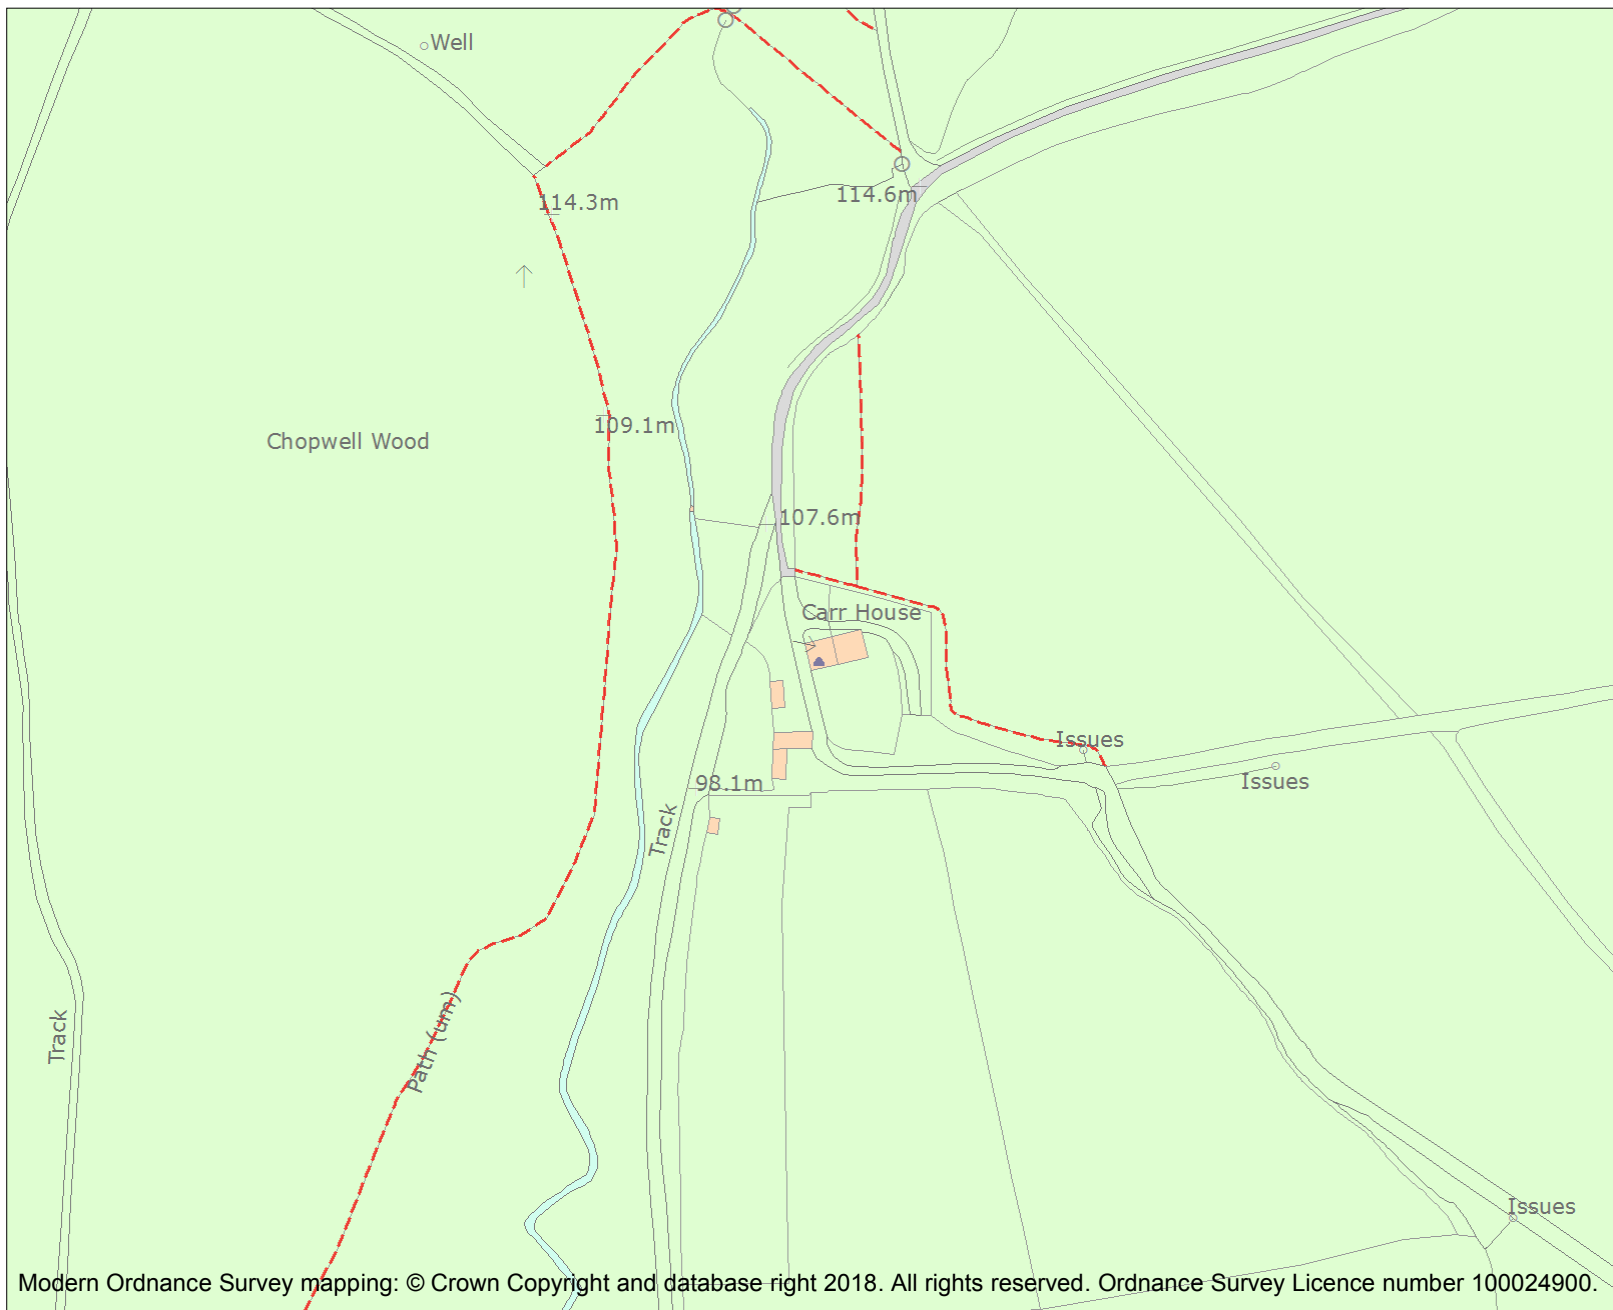 Well
114.3m
114.6m
109.1m
Chopwell Wood
107.6m
Carr House
Issues
Issues
98.1m
Track
Track
Path (um)
Issues
Modern Ordnance Survey mapping: © Crown Copyright and database right 2018. All rights reserved. Ordnance Survey Licence number 100024900.